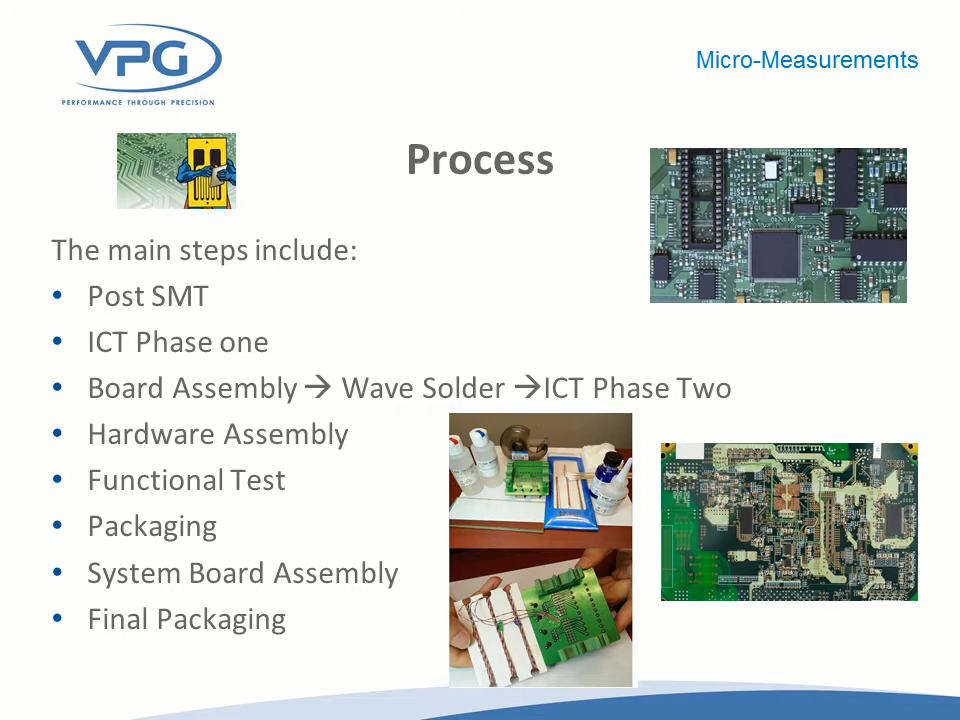 VPG
PERFORMANCE THROUGH PRECISION
Micro-Measurements
Process
The main steps include:
• Post SMT
• ICT Phase one
• Board Assembly → Wave Solder →ICT Phase Two
• Hardware Assembly
• Functional Test
• Packaging
• System Board Assembly
• Final Packaging